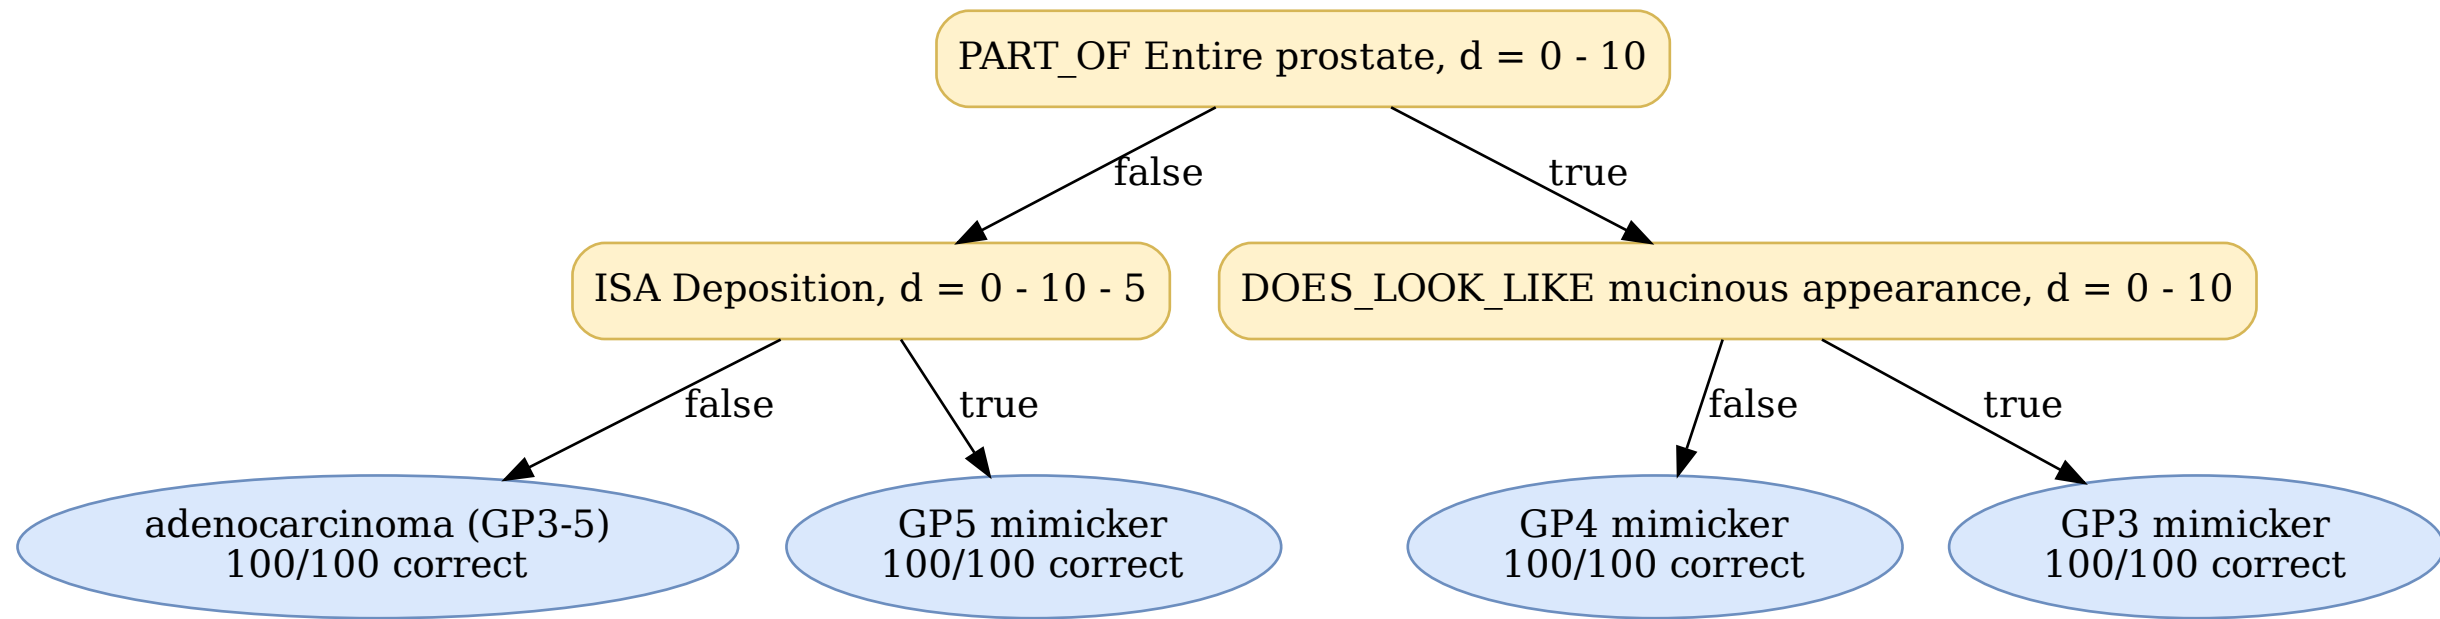 PART_OF Entire prostate, d = 0 - 10
false
true
ISA Deposition, d = 0 - 10 - 5
DOES_LOOK_LIKE mucinous appearance, d = 0 - 10
false
true
false
true
adenocarcinoma (GP3-5)
100/100 correct
GP5 mimicker
100/100 correct
GP4 mimicker
100/100 correct
GP3 mimicker
100/100 correct